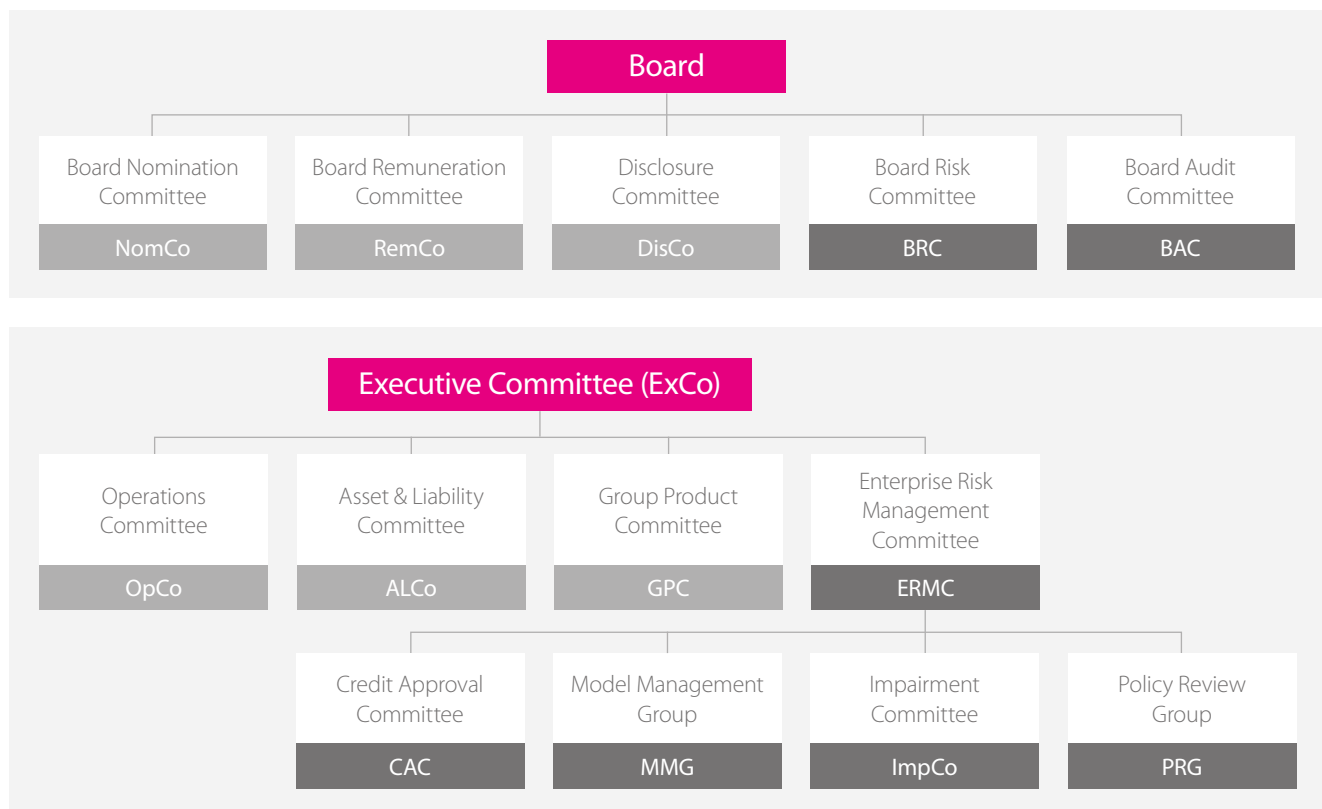 Board
Board Nomination
Committee
NomCo
Board Remuneration
Committee
RemCo
Disclosure
Committee
DisCo
Board Risk
Committee
BRC
Board Audit
Committee
BAC
Executive Committee (ExCo)
Operations
Committee
OpCo
Asset & Liability
Committee
ALCo
Group Product
Committee
GPC
Enterprise Risk
Management
Committee
ERMC
Credit Approval
Committee
CAC
Model Management
Group
MMG
Impairment
Committee
ImpCo
Policy Review
Group
PRG